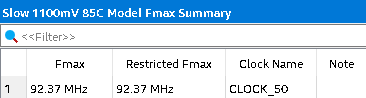 Slow 1100mV 85C Model Fmax Summary
<<Filter>>
Fmax Restricted Fmax Clock Name Note
1 92.37 MHz 92.37 MHz CLOCK_50